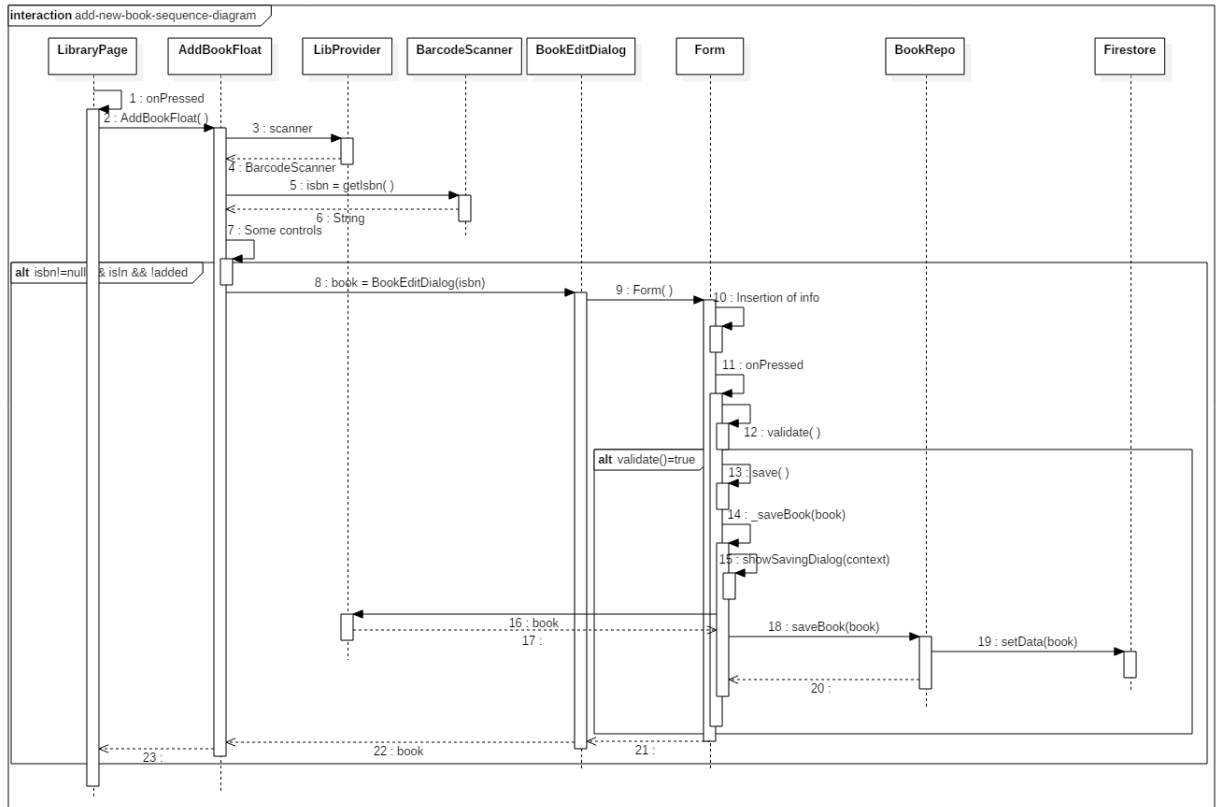 interaction add-new-book-sequence-diagram
LibraryPage
AddBookFloat
LibProvider
BarcodeScanner
BookEditDialog
Form
BookRepo
Firestore
1 : onPressed
2 : AddBookFloat( )
3 : scanner
4 : BarcodeScanner
5 : isbn = getIsbn( )
6 : String
7 : Some controls
alt isbn!=null & isIn && !added
8 : book = BookEditDialog(isbn)
9 : Form( )
10 : Insertion of info
11 : onPressed
12 : validate( )
alt validate()=true
13 : save( )
14 : _saveBook(book)
15 : showSavingDialog(context)
16 : book
17 :
18 : saveBook(book)
19 : setData(book)
20 :
21 :
22 : book
23 :